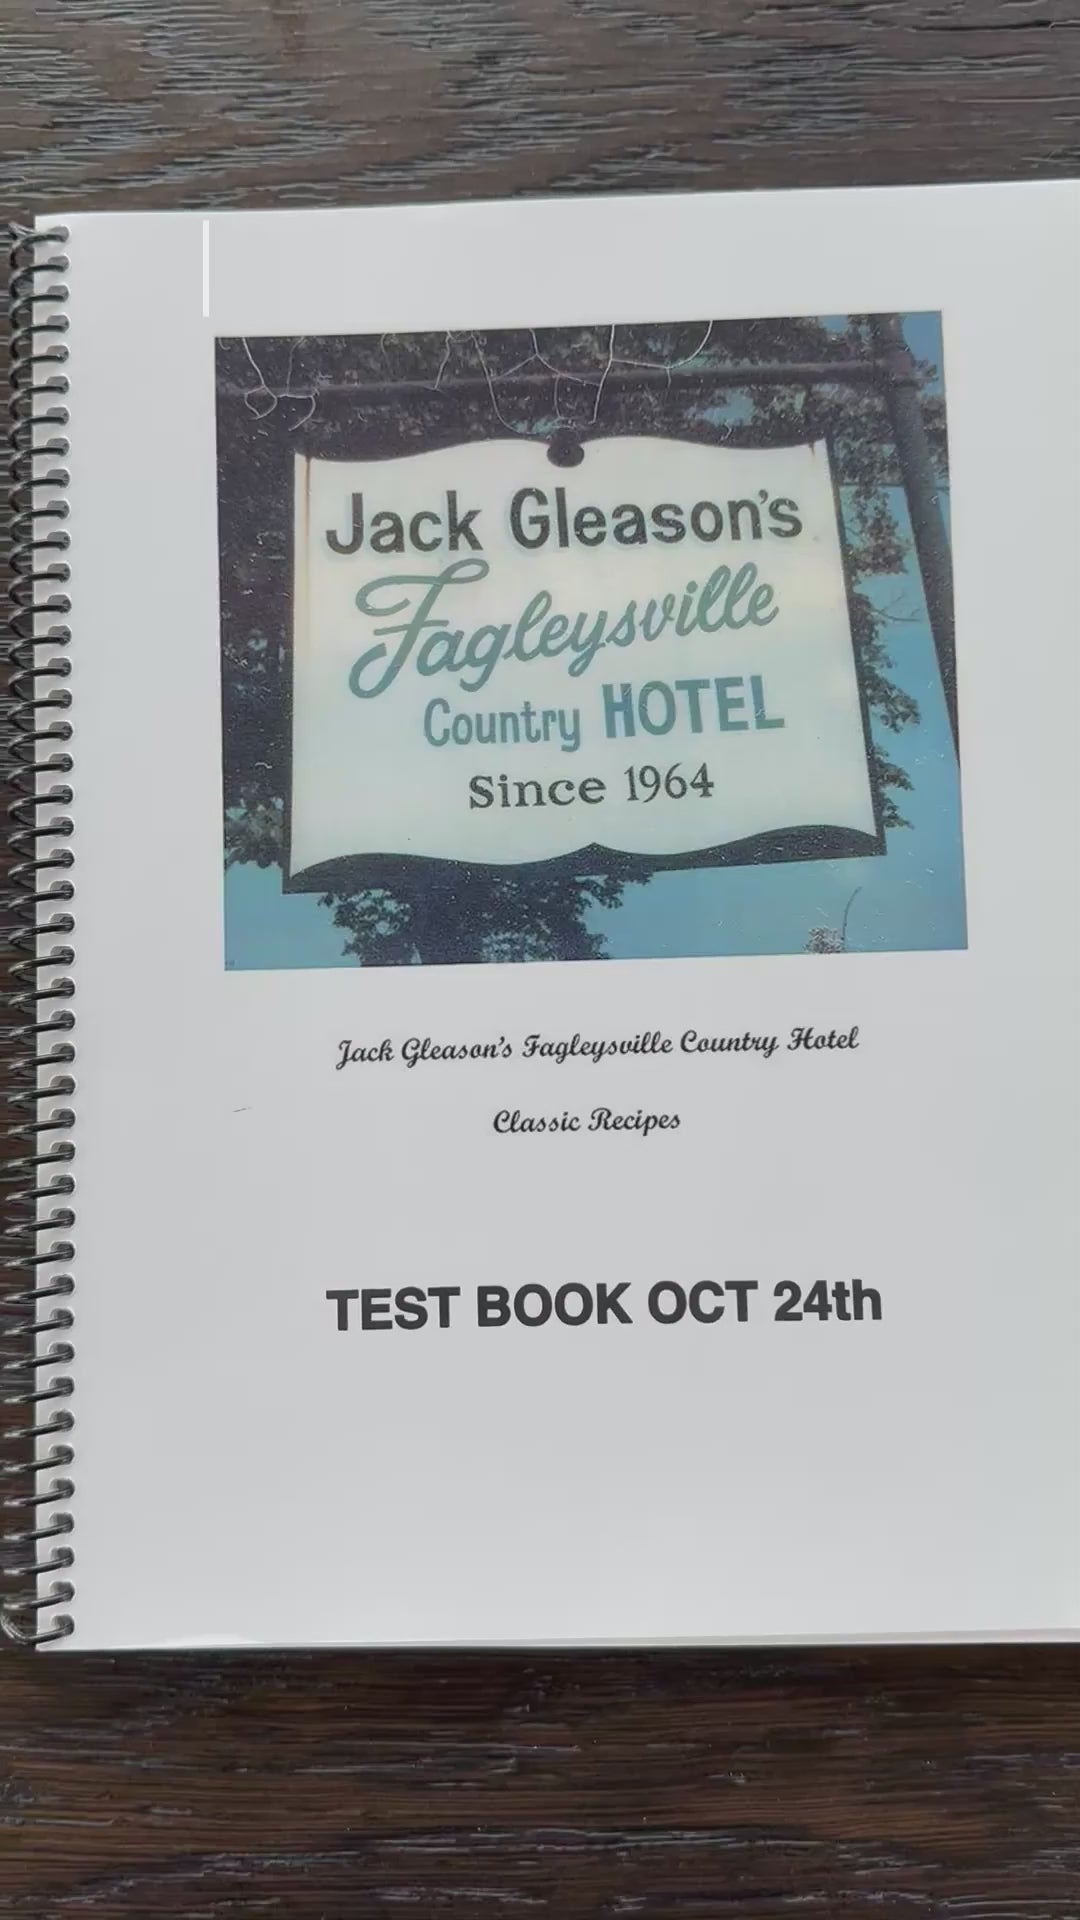 Jack Gleason's
Fagleysville
Country HOTEL
Since 1964
Jack Gleason's Fagleysville Country Hotel
Classic Recipes
TEST BOOK OCT 24th